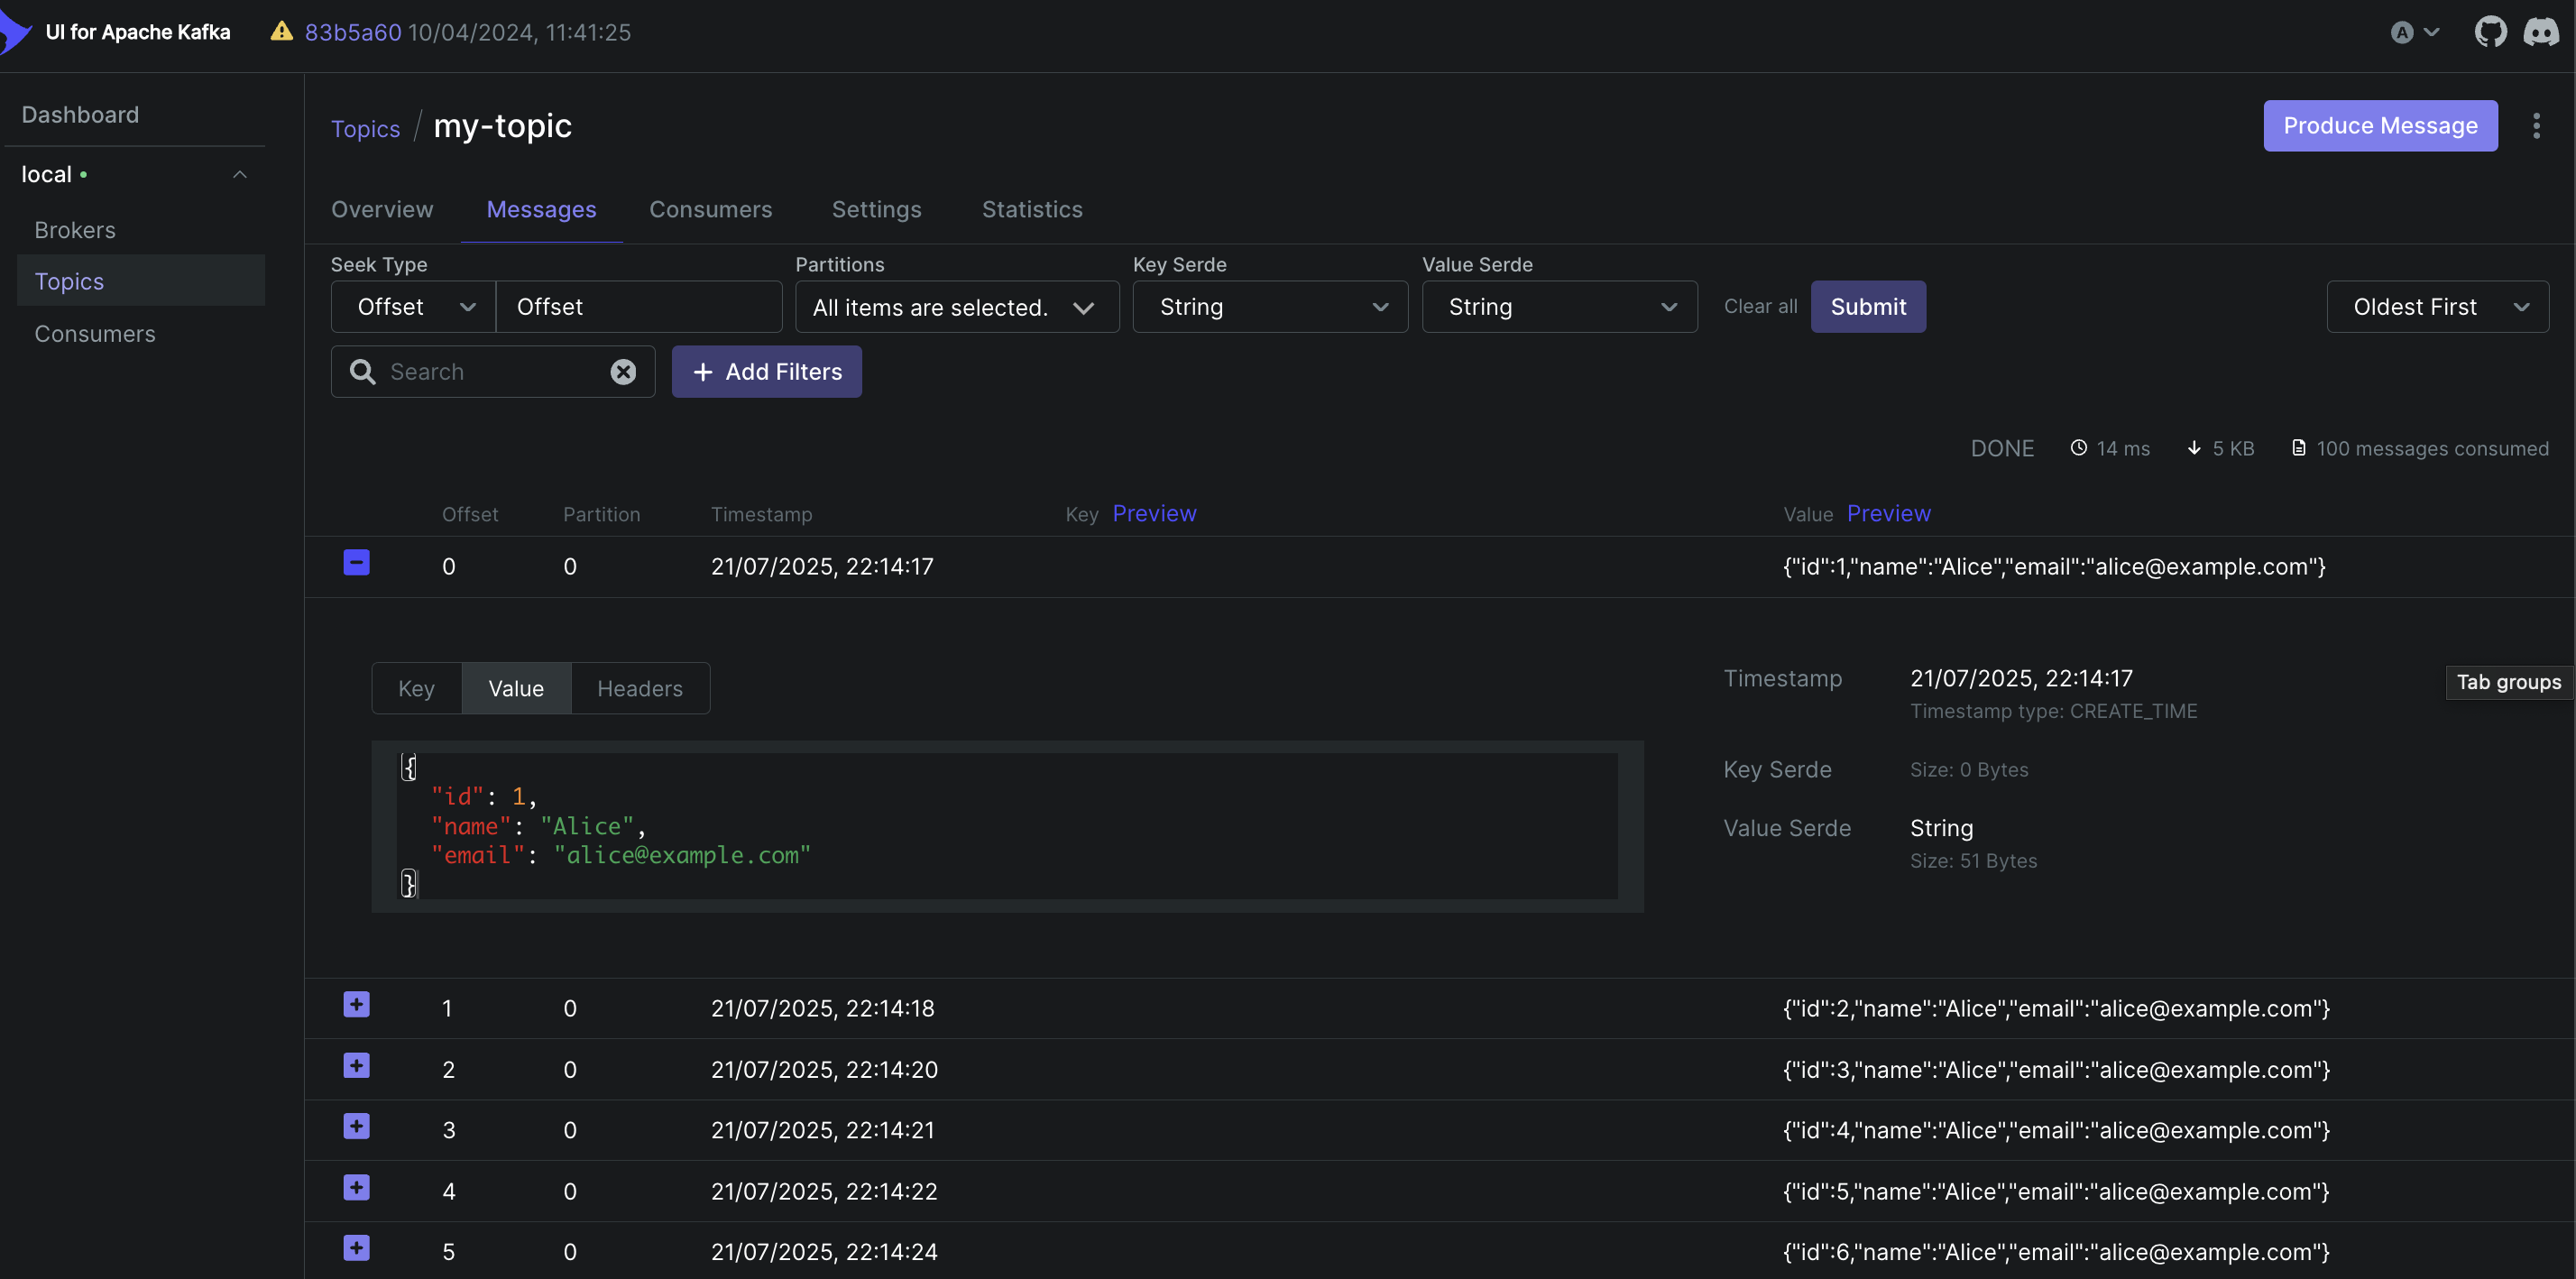 UI for Apache Kafka 83b5a60 10/04/2024, 11:41:25 A
Dashboard
local
Brokers
Topics
Consumers
Topics / my-topic
Produce Message
Overview Messages Consumers Settings Statistics
Seek Type Partitions Key Serde Value Serde
Offset Offset All items are selected. String String Clear all Submit Oldest First
Search + Add Filters
DONE 14 ms 5 KB 100 messages consumed
Offset Partition Timestamp Key Preview Value Preview
0 0 21/07/2025, 22:14:17 {"id":1,"name":"Alice","email":"alice@example.com"}
Key Value Headers
{
"id": 1,
"name": "Alice",
"email": "alice@example.com"
}
Timestamp 21/07/2025, 22:14:17
Timestamp type: CREATE_TIME
Key Serde Size: 0 Bytes
Value Serde String
Size: 51 Bytes
Tab groups
1 0 21/07/2025, 22:14:18 {"id":2,"name":"Alice","email":"alice@example.com"}
2 0 21/07/2025, 22:14:20 {"id":3,"name":"Alice","email":"alice@example.com"}
3 0 21/07/2025, 22:14:21 {"id":4,"name":"Alice","email":"alice@example.com"}
4 0 21/07/2025, 22:14:22 {"id":5,"name":"Alice","email":"alice@example.com"}
5 0 21/07/2025, 22:14:24 {"id":6,"name":"Alice","email":"alice@example.com"}